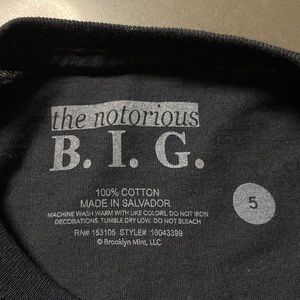 the notorious
B. I. G.
100% COTTON
MADE IN SALVADOR
MACHINE WASH WARM WITH LIKE COLORS, DO NOT IRON
DECORATIONS, TUMBLE DRY LOW, DO NOT BLEACH
RN# 153105 STYLE# 10043399
© Brooklyn Mint, LLC
5